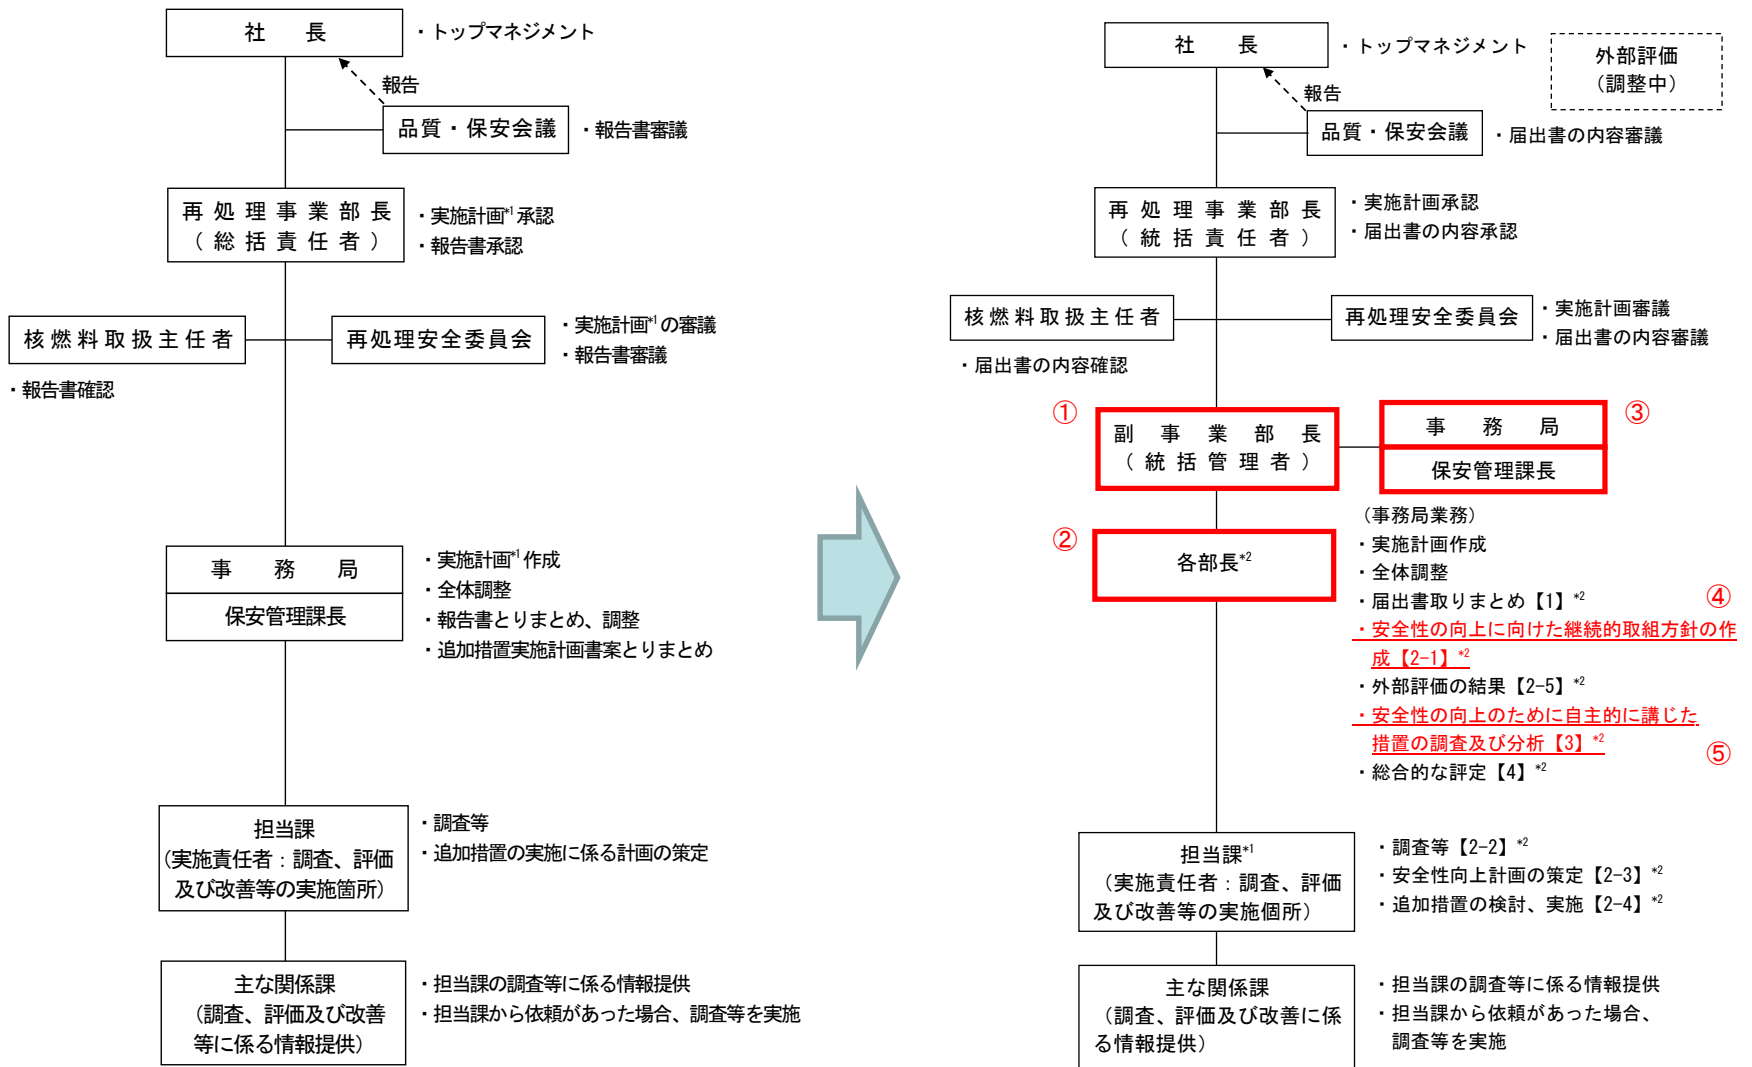 社　長
・トップマネジメント
報告
品質・保安会議
・報告書審議
再処理事業部長
（総括責任者）
・実施計画*1承認
・報告書承認
核燃料取扱主任者
・報告書確認
再処理安全委員会
・実施計画*1の審議
・報告書審議
事　務　局
保安管理課長
・実施計画*1作成
・全体調整
・報告書とりまとめ、調整
・追加措置実施計画書案とりまとめ
担当課
（実施責任者：調査、評価
及び改善等の実施箇所）
・調査等
・追加措置の実施に係る計画の策定
主な関係課
（調査、評価及び改善
等に係る情報提供）
・担当課の調査等に係る情報提供
・担当課から依頼があった場合、調査等を実施
社　長
・トップマネジメント
外部評価
（調整中）
報告
品質・保安会議
・届出書の内容審議
再処理事業部長
（統括責任者）
・実施計画承認
・届出書の内容承認
核燃料取扱主任者
・届出書の内容確認
再処理安全委員会
・実施計画審議
・届出書の内容審議
①
副事業部長
（統括管理者）
③
事　務　局
保安管理課長
②
各部長*2
（事務局業務）
・実施計画作成
・全体調整
・届出書取りまとめ【1】*2
④
・安全性の向上に向けた継続的取組方針の作
成【2-1】*2
・外部評価の結果【2-5】*2
・安全性の向上のために自主的に講じた
措置の調査及び分析【3】*2
⑤
・総合的な評定【4】*2
担当課*1
（実施責任者：調査、評価
及び改善等の実施個所）
・調査等【2-2】*2
・安全性向上計画の策定【2-3】*2
・追加措置の検討、実施【2-4】*2
主な関係課
（調査、評価及び改善に係
る情報提供）
・担当課の調査等に係る情報提供
・担当課から依頼があった場合、
調査等を実施